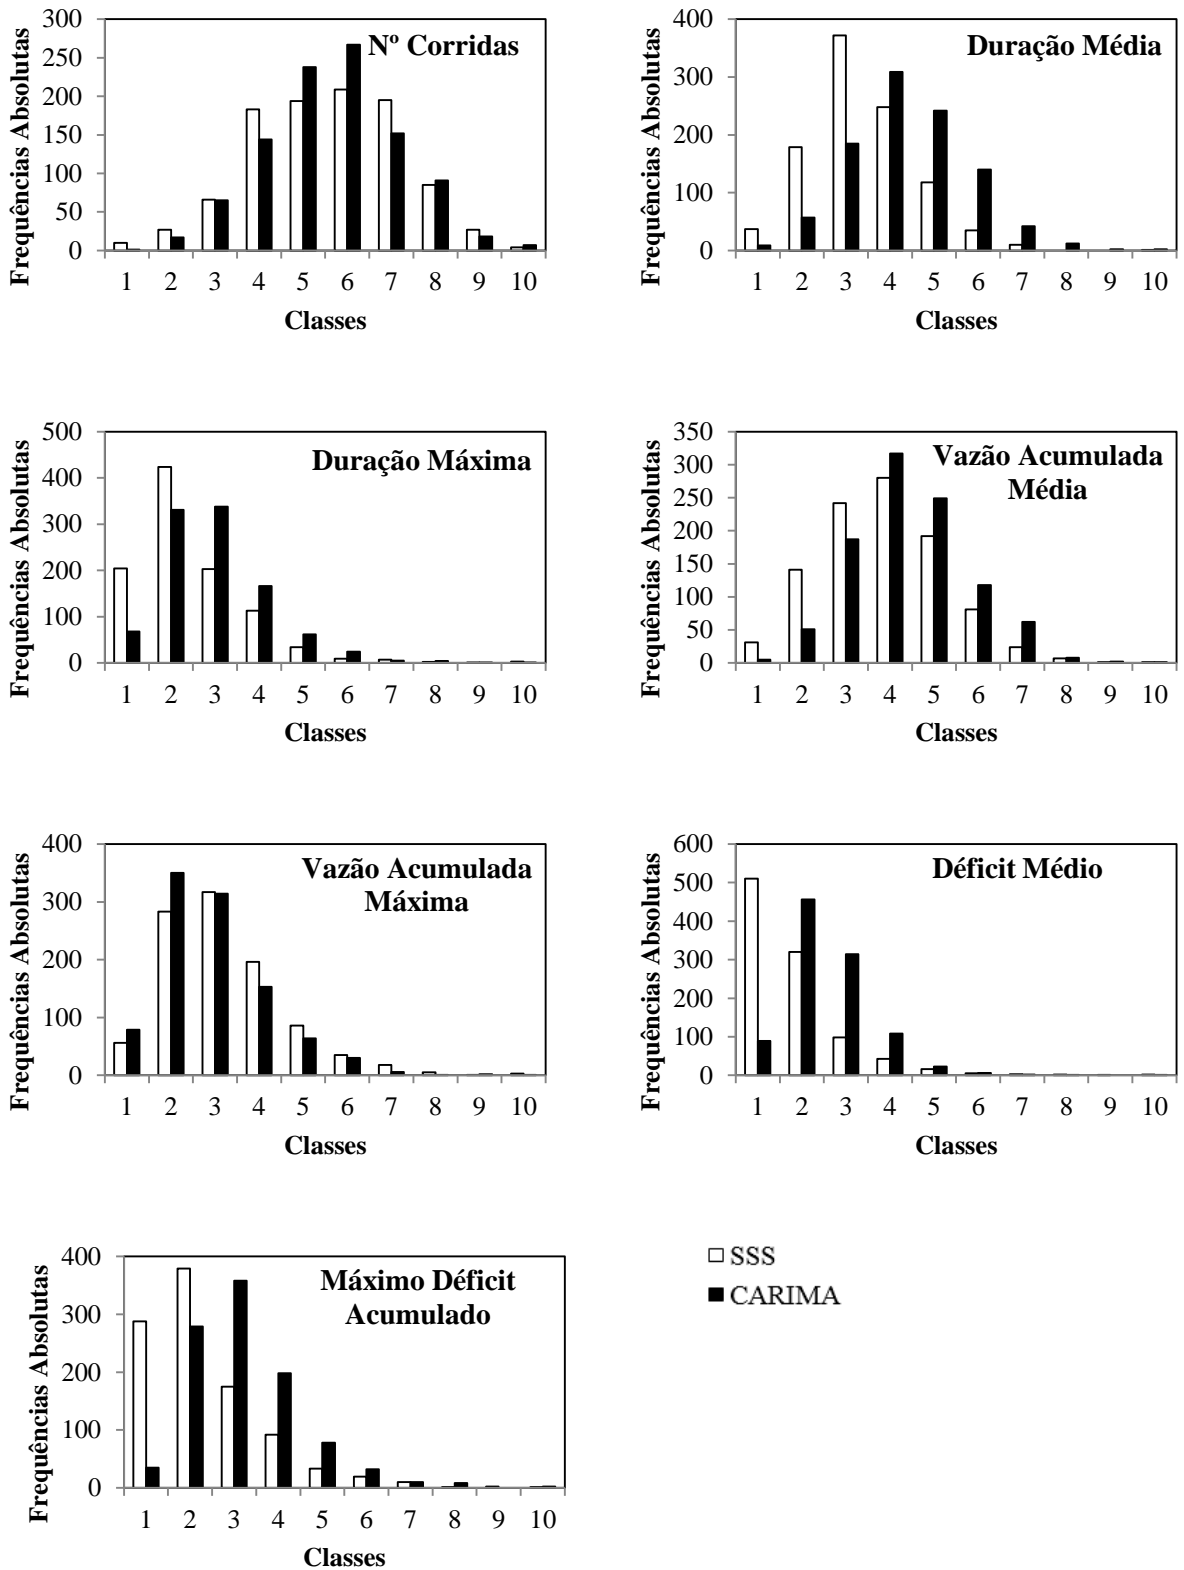 Nº Corridas
Frequências Absolutas
300
250
200
150
100
50
0
1 2 3 4 5 6 7 8 9 10
Classes
Duração Média
Frequências Absolutas
400
300
200
100
0
1 2 3 4 5 6 7 8 9 10
Classes
Duração Máxima
Frequências Absolutas
500
400
300
200
100
0
1 2 3 4 5 6 7 8 9 10
Classes
Vazão Acumulada
Média
Frequências Absolutas
350
300
250
200
150
100
50
0
1 2 3 4 5 6 7 8 9 10
Classes
Vazão Acumulada
Máxima
Frequências Absolutas
400
300
200
100
0
1 2 3 4 5 6 7 8 9 10
Classes
Déficit Médio
Frequências Absolutas
600
500
400
300
200
100
0
1 2 3 4 5 6 7 8 9 10
Classes
Máximo Déficit
Acumulado
Frequências Absolutas
400
300
200
100
0
1 2 3 4 5 6 7 8 9 10
Classes
SSS
CARIMA